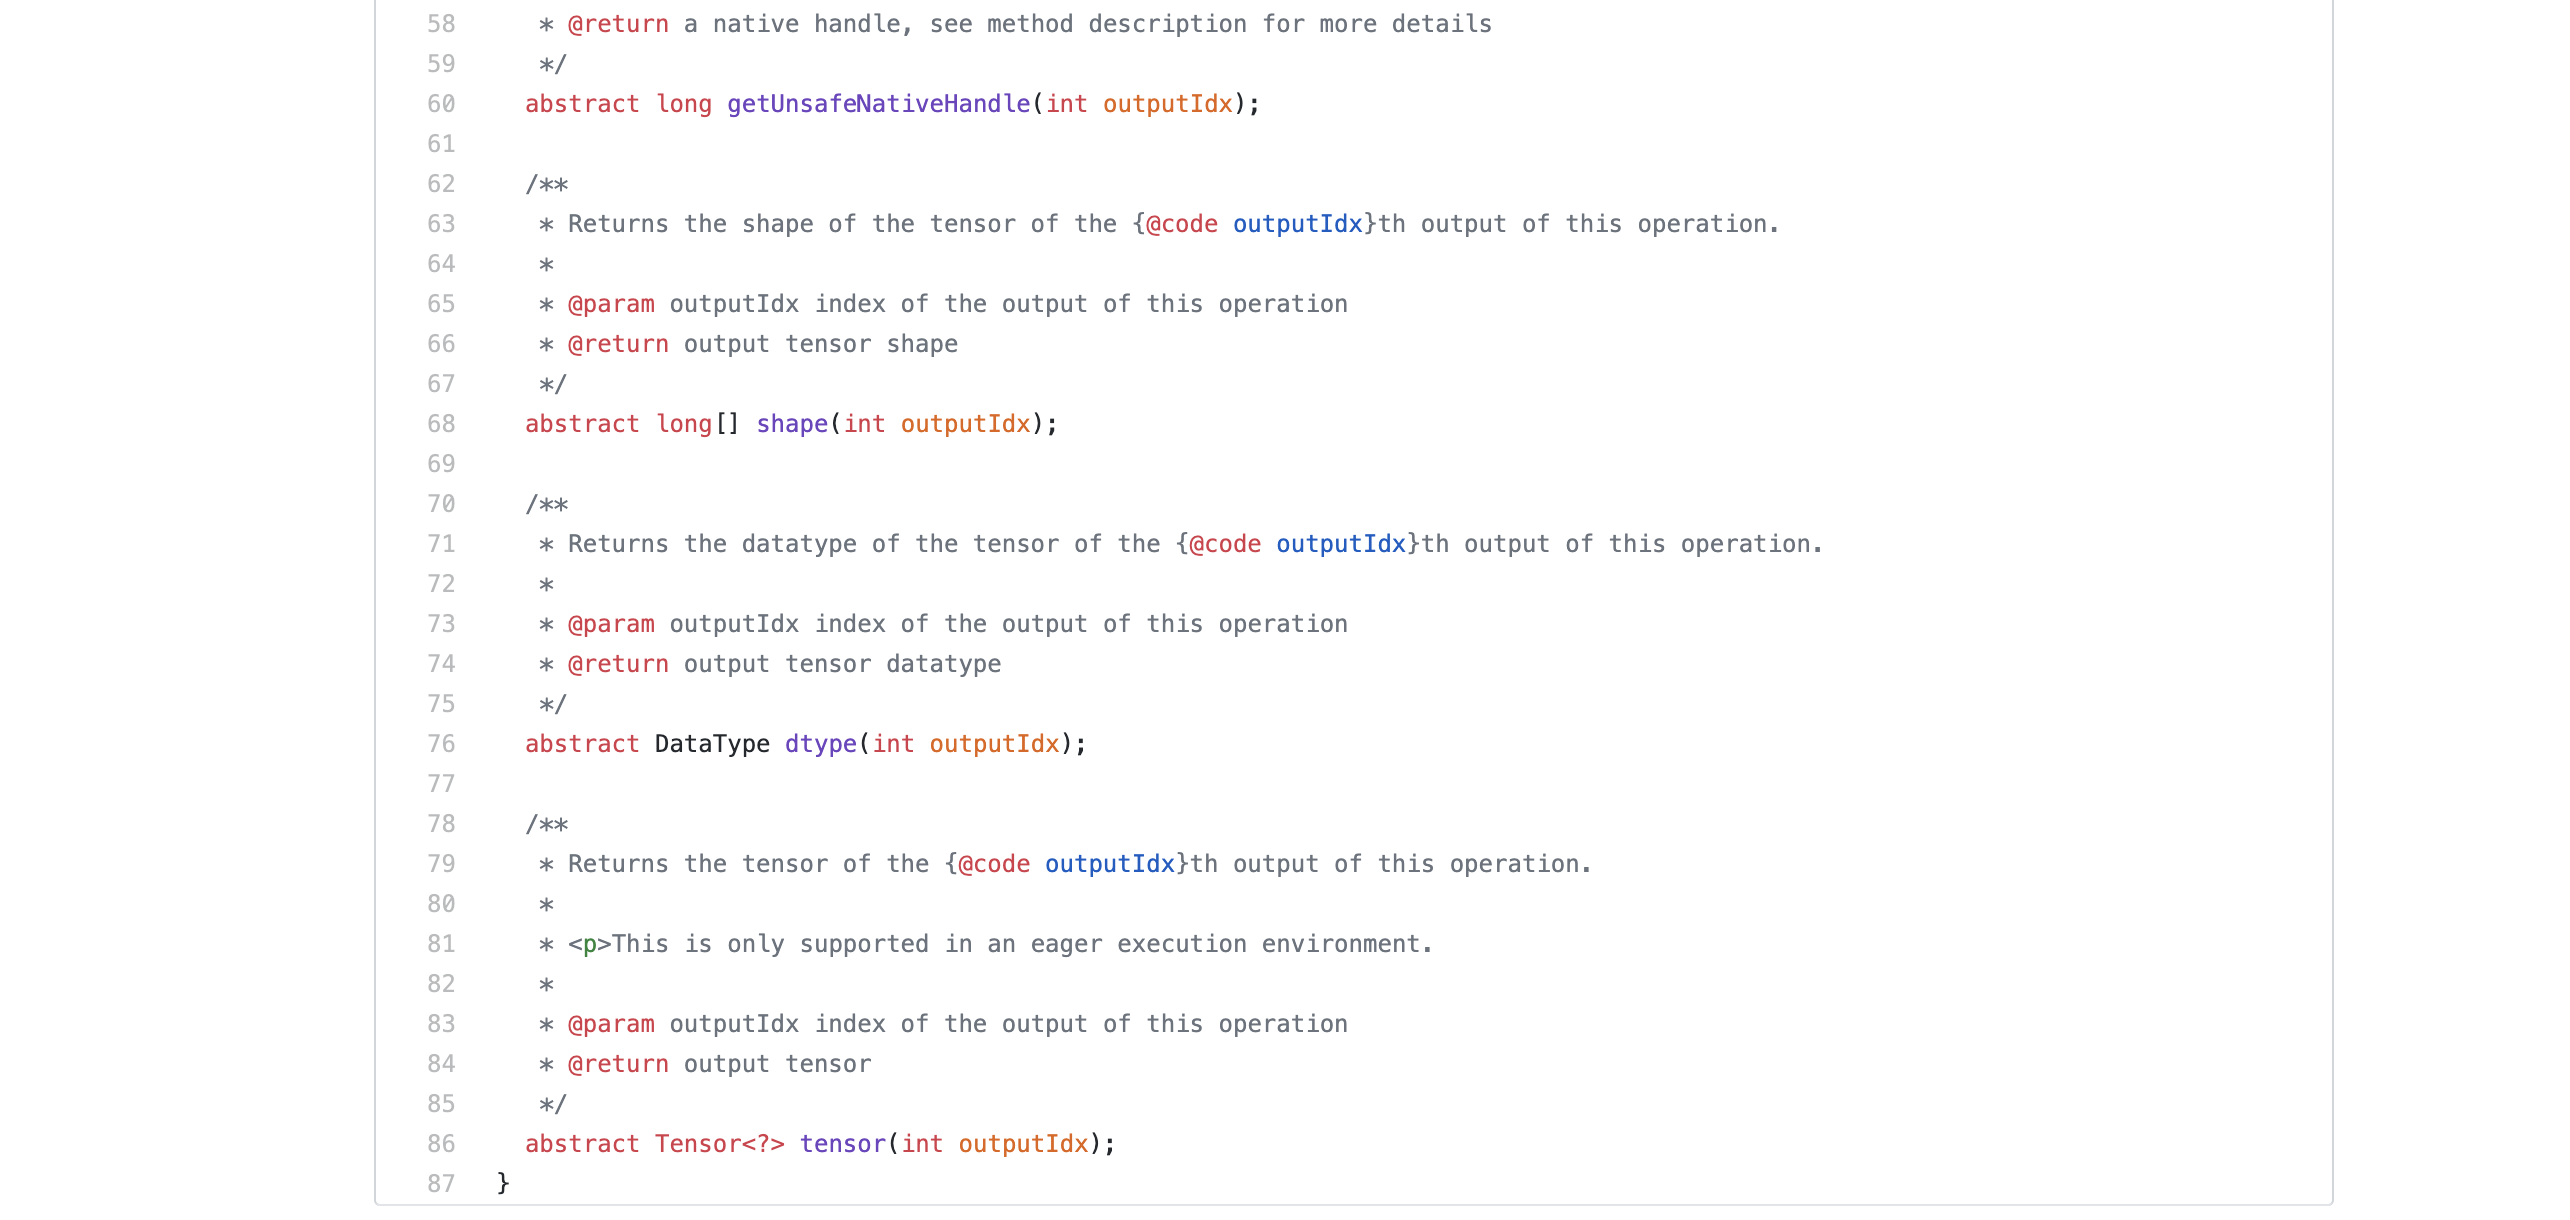 58 * @return a native handle, see method description for more details
59 */
60 abstract long getUnsafeNativeHandle(int outputIdx);
61
62 /**
63 * Returns the shape of the tensor of the {@code outputIdx}th output of this operation.
64 *
65 * @param outputIdx index of the output of this operation
66 * @return output tensor shape
67 */
68 abstract long[] shape(int outputIdx);
69
70 /**
71 * Returns the datatype of the tensor of the {@code outputIdx}th output of this operation.
72 *
73 * @param outputIdx index of the output of this operation
74 * @return output tensor datatype
75 */
76 abstract DataType dtype(int outputIdx);
77
78 /**
79 * Returns the tensor of the {@code outputIdx}th output of this operation.
80 *
81 * <p>This is only supported in an eager execution environment.
82 *
83 * @param outputIdx index of the output of this operation
84 * @return output tensor
85 */
86 abstract Tensor<?> tensor(int outputIdx);
87 }